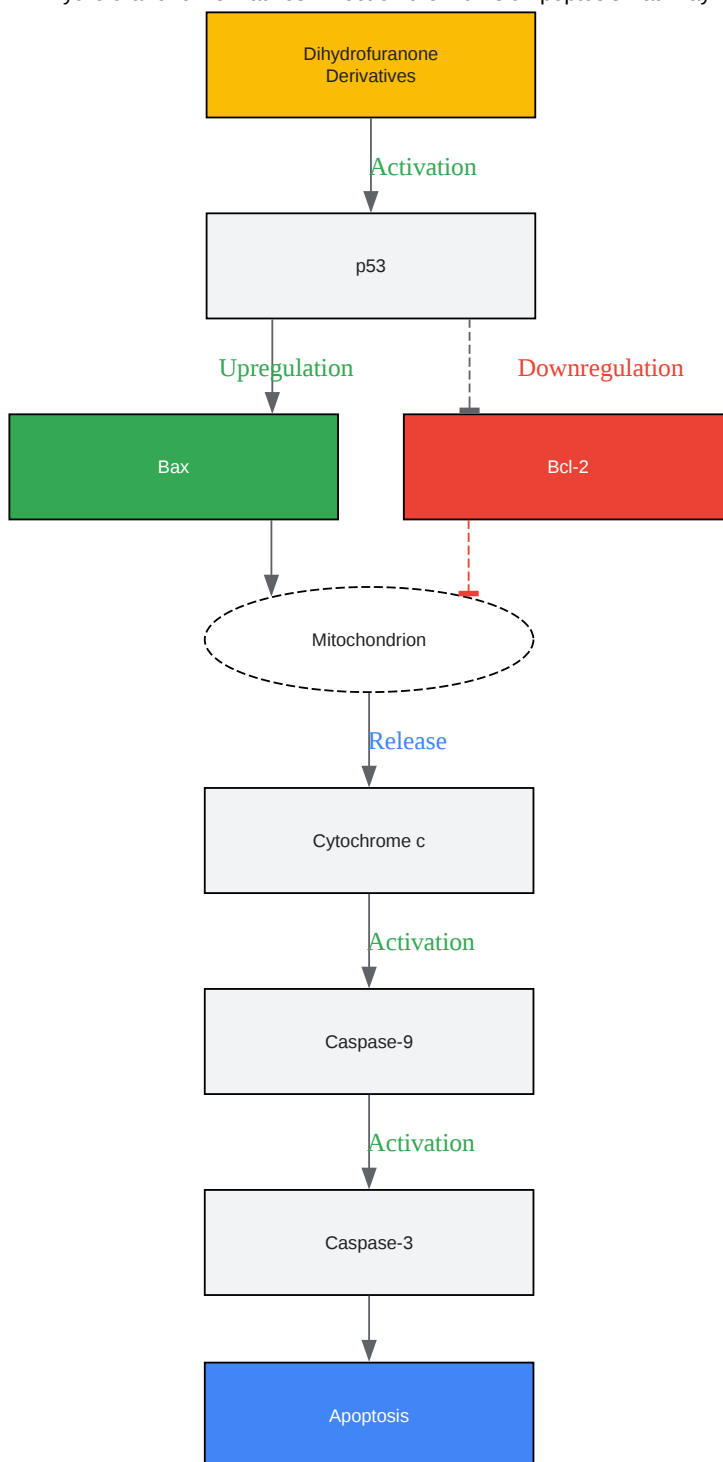 Dihydrofuranone
Derivatives
Activation
p53
Upregulation
Downregulation
Bax
Bcl-2
Mitochondrion
Release
Cytochrome c
Activation
Caspase-9
Activation
Caspase-3
Apoptosis